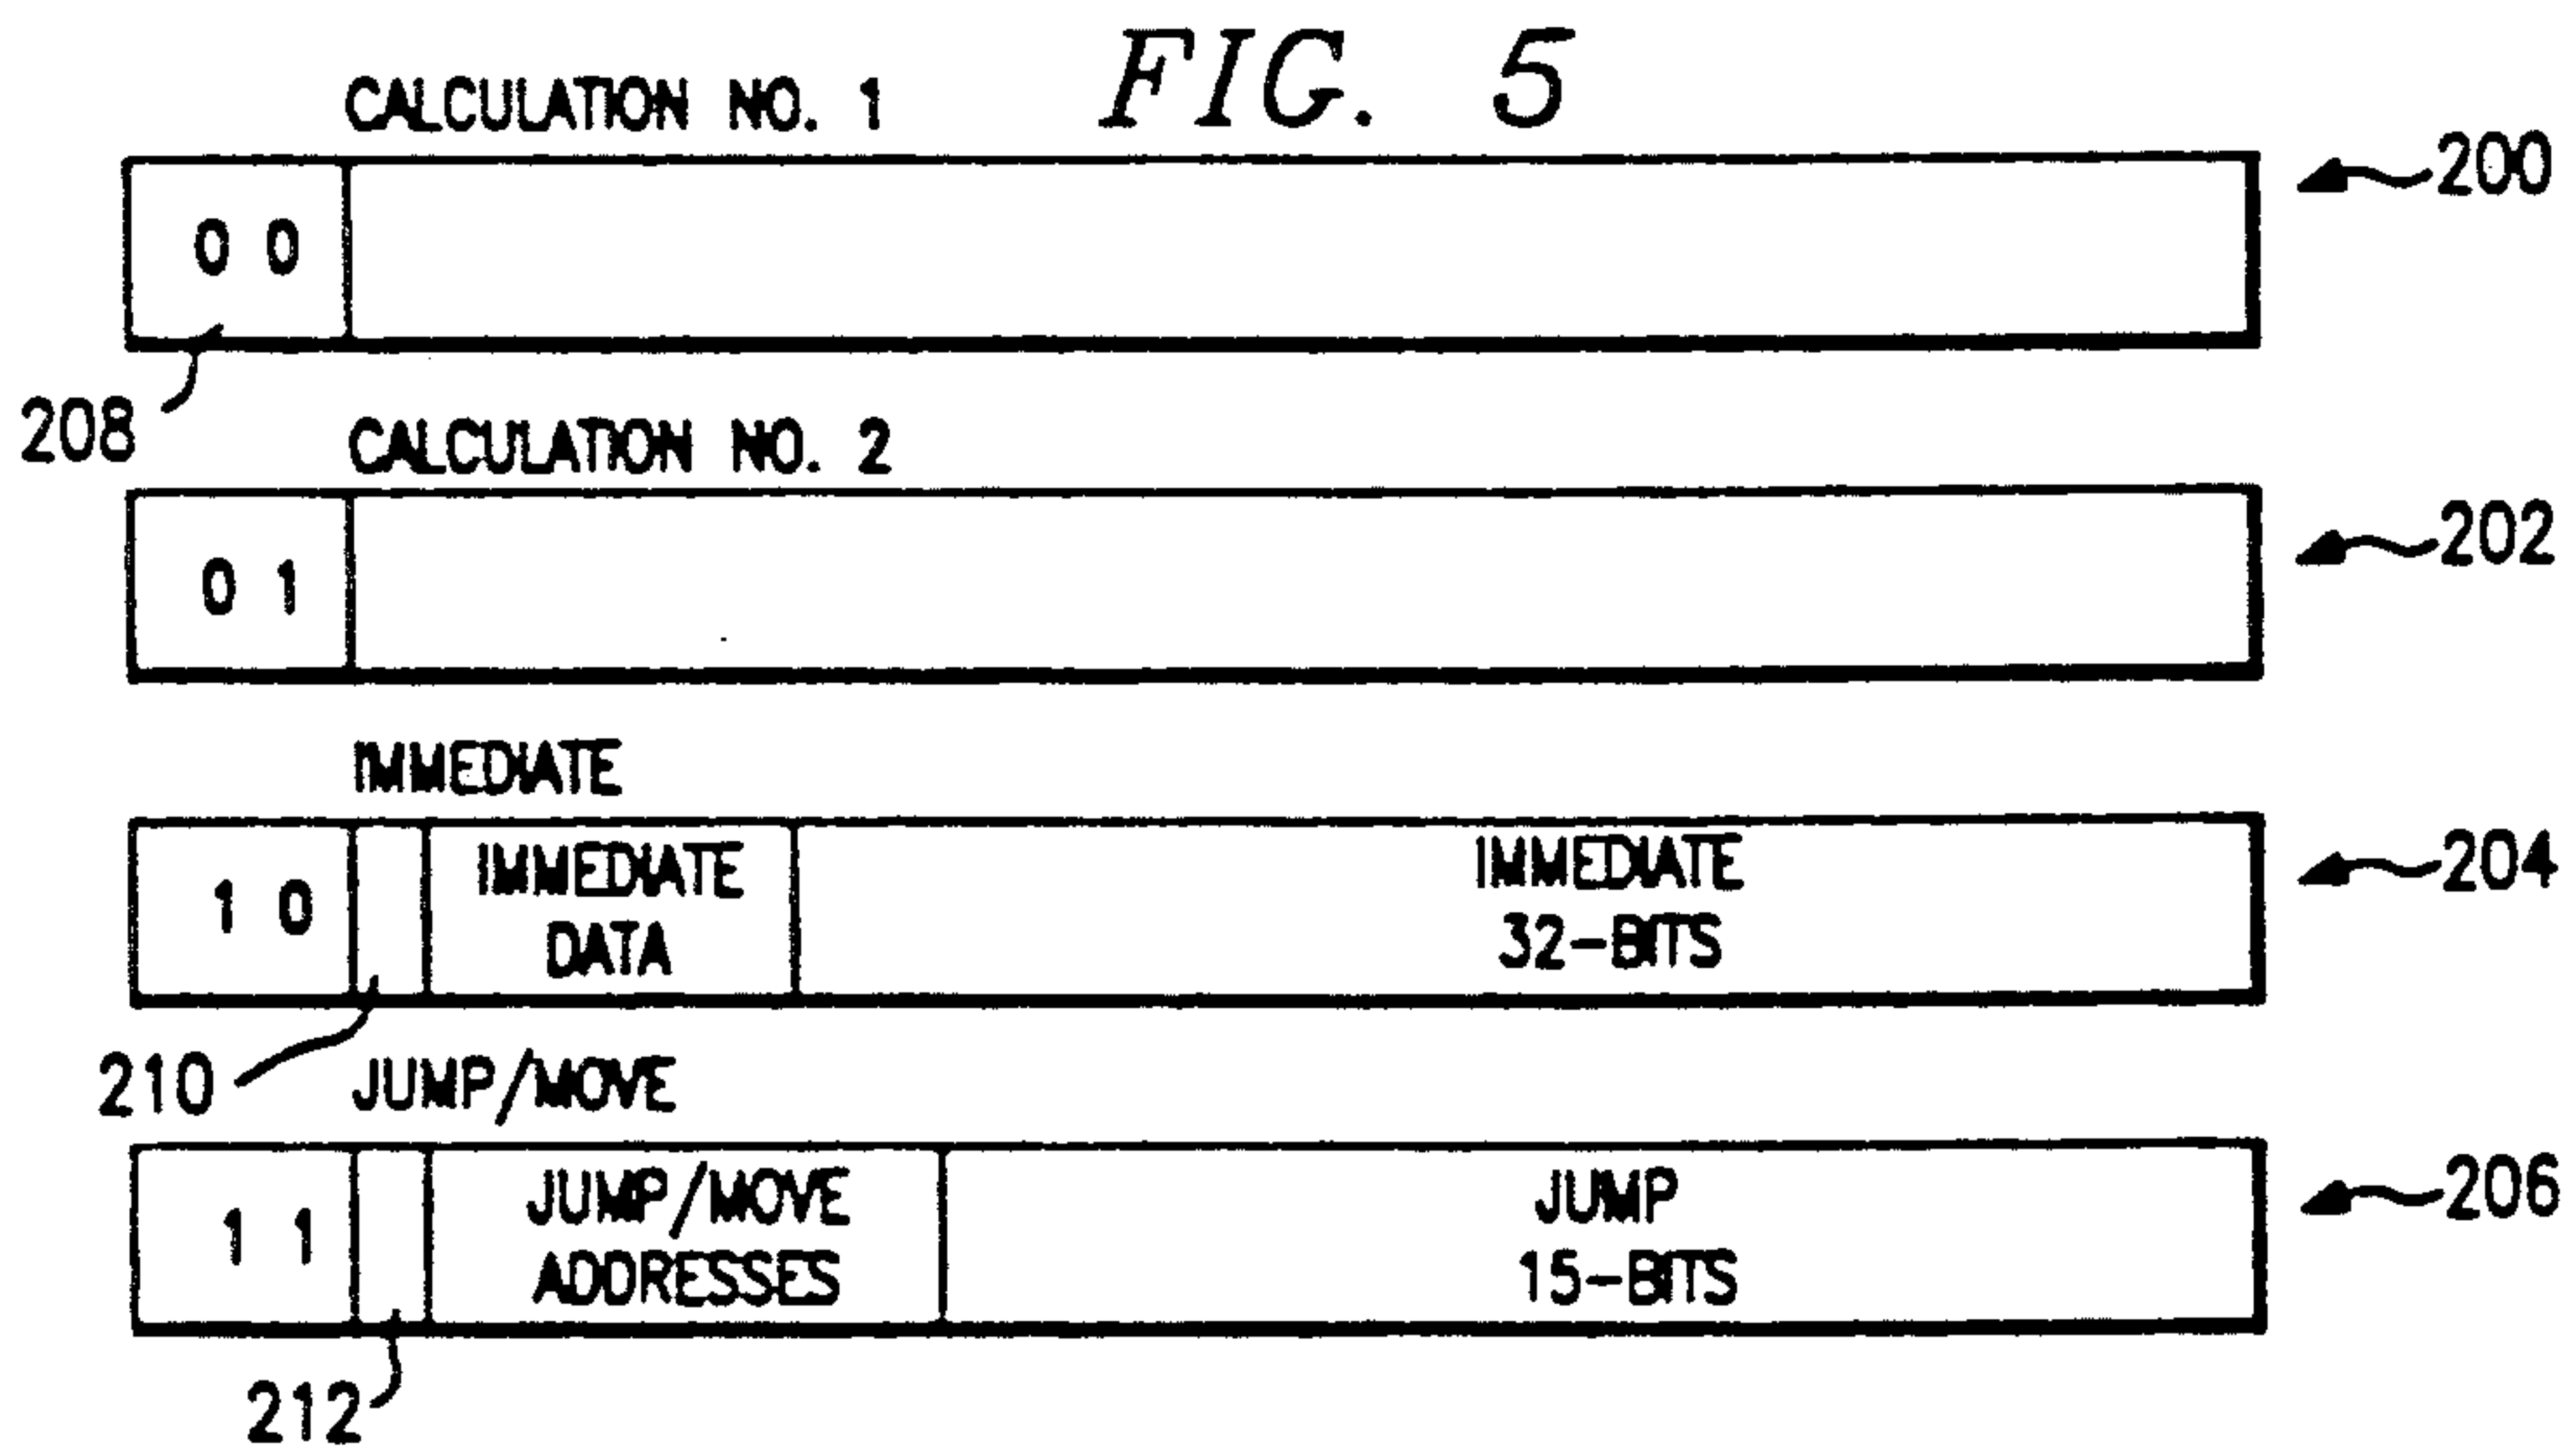 FIG. 5
CALCULATION NO. 1
0 0
200
208
CALCULATION NO. 2
0 1
202
IMMEDIATE
1 0
IMMEDIATE
DATA
IMMEDIATE
32-BITS
204
210
JUMP/MOVE
1 1
JUMP/MOVE
ADDRESSES
JUMP
15-BITS
206
212